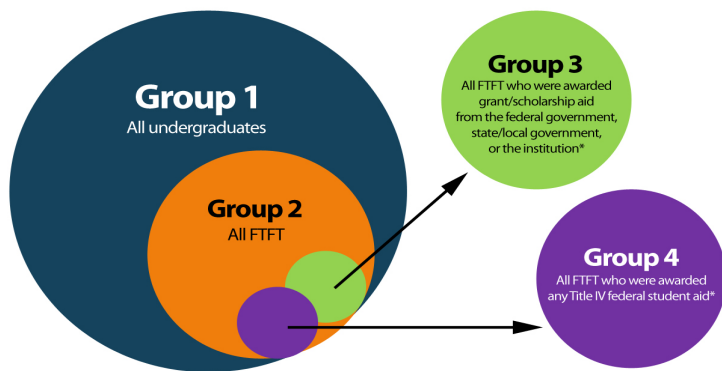 Group 1
All undergraduates
Group 2
All FTFT
Group 3
All FTFT who were awarded
grant/scholarship aid
from the federal government,
state/local government,
or the institution*
Group 4
All FTFT who were awarded
any Title IV federal student aid*